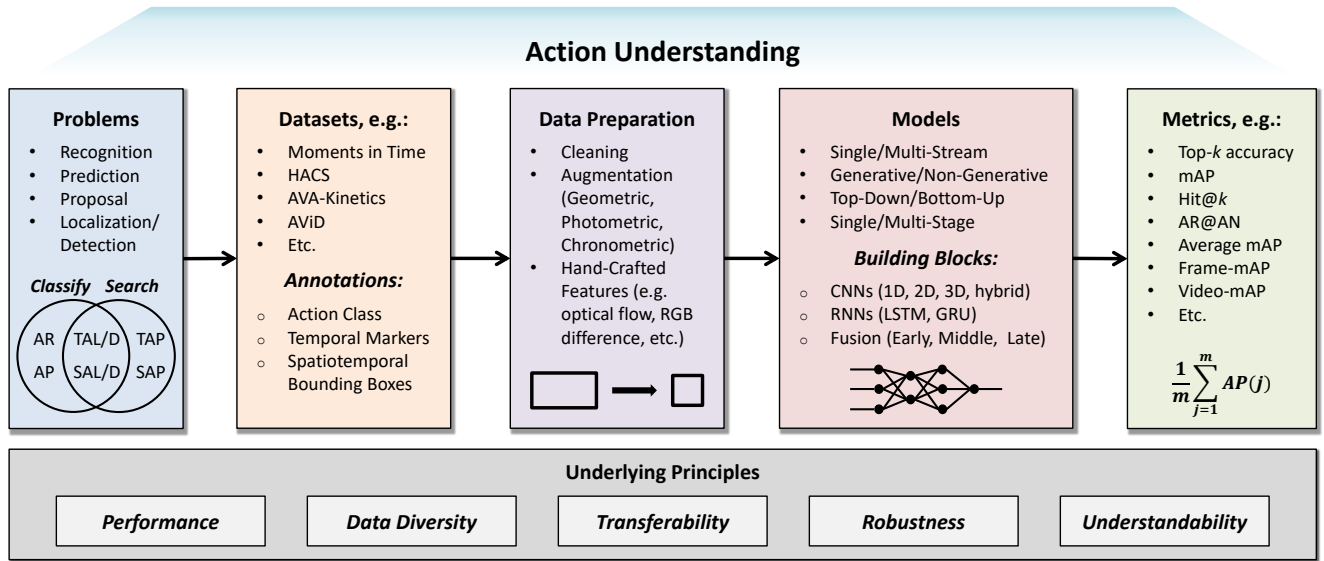 Action Understanding
Problems
• Recognition
• Prediction
• Proposal
• Localization/
Detection
Classify Search
AR TAL/D TAP
AP SAL/D SAP
Datasets, e.g.:
• Moments in Time
• HACS
• AVA-Kinetics
• AViD
• Etc.
Annotations:
○ Action Class
○ Temporal Markers
○ Spatiotemporal
Bounding Boxes
Data Preparation
• Cleaning
• Augmentation
(Geometric,
Photometric,
Chronometric)
• Hand-Crafted
Features (e.g.
optical flow, RGB
difference, etc.)
Models
• Single/Multi-Stream
• Generative/Non-Generative
• Top-Down/Bottom-Up
• Single/Multi-Stage
Building Blocks:
○ CNNs (1D, 2D, 3D, hybrid)
○ RNNs (LSTM, GRU)
○ Fusion (Early, Middle, Late)
Metrics, e.g.:
• Top-k accuracy
• mAP
• Hit@k
• AR@AN
• Average mAP
• Frame-mAP
• Video-mAP
• Etc.
1/m ∑_{j=1}^{m} AP(j)
Underlying Principles
Performance
Data Diversity
Transferability
Robustness
Understandability